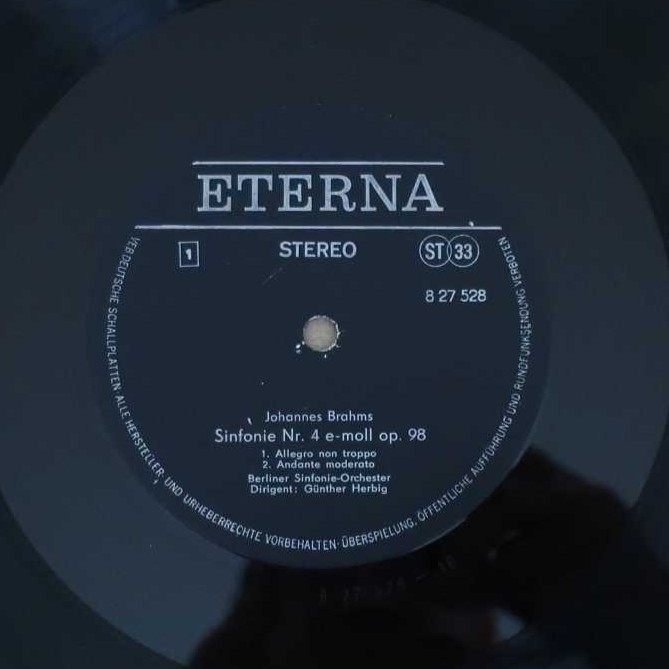 ETERNA
1 STEREO ST 33
8 27 528
Johannes Brahms
Sinfonie Nr. 4 e-moll op. 98
1. Allegro non troppo
2. Andante moderato
Berliner Sinfonie-Orchester
Dirigent: Günther Herbig
VEB DEUTSCHE SCHALLPLATTEN · ALLE HERSTELLER- UND URHEBERRECHTE VORBEHALTEN · ÜBERSPIELUNG, ÖFFENTLICHE AUFFÜHRUNG UND RUNDFUNKSENDUNG VERBOTEN